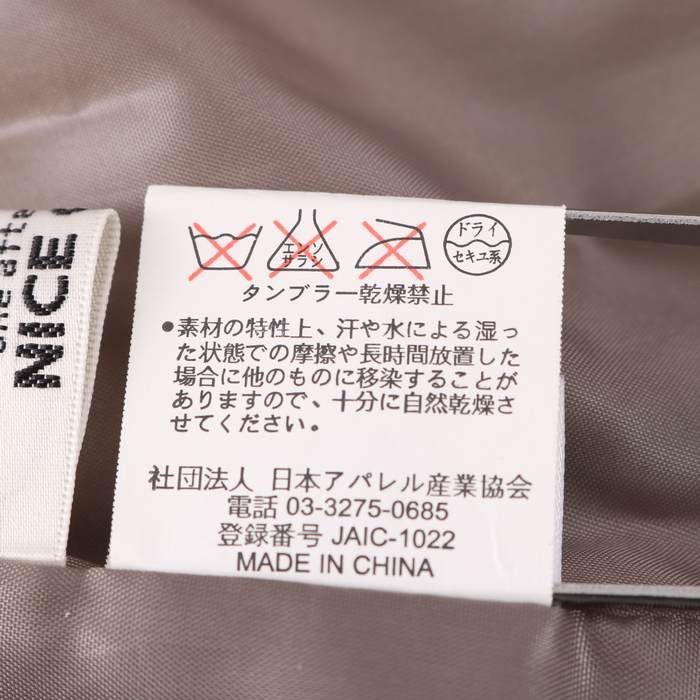 エンソ
サラシ
ドライ
セキユ系
タンブラー乾燥禁止
●素材の特性上、汗や水による湿っ
た状態での摩擦や長時間放置した
場合に他のものに移染することが
ありますので、十分に自然乾燥さ
せてください。
社団法人 日本アパレル産業協会
電話 03-3275-0685
登録番号 JAIC-1022
MADE IN CHINA
NICE